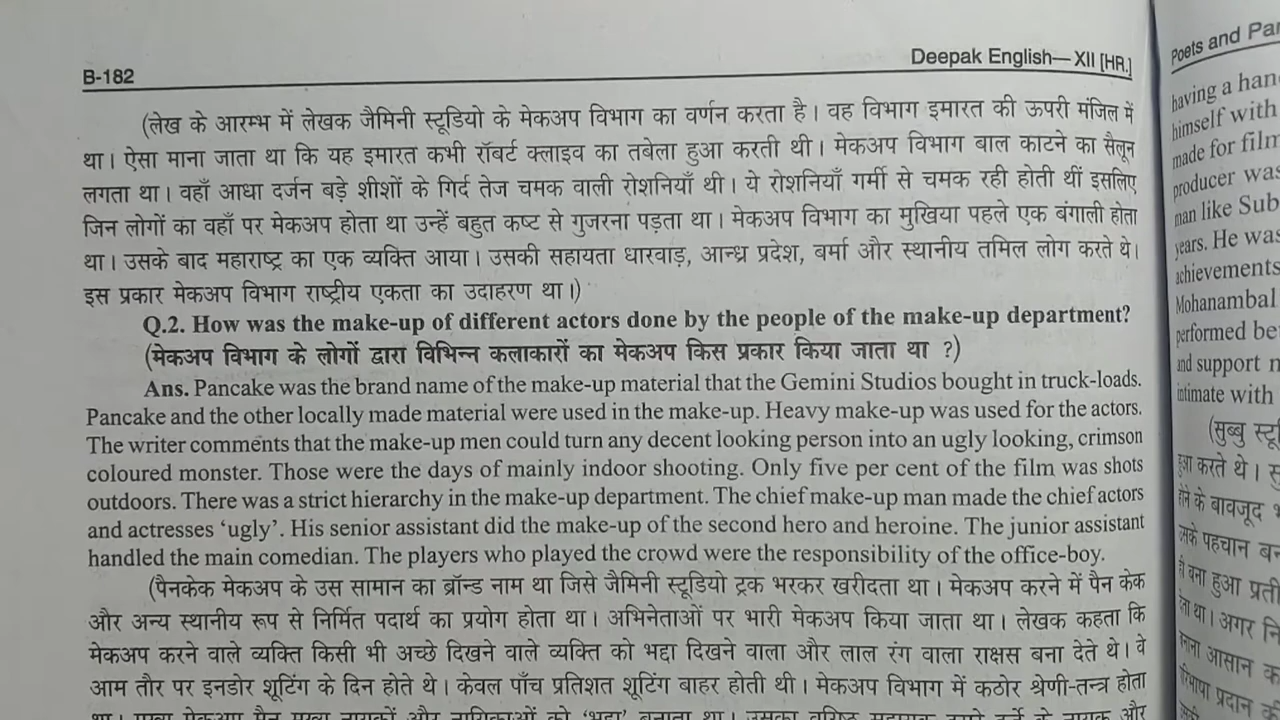 B-182
Deepak English—XII [HR.]
(लेख के आरम्भ में लेखक जैमिनी स्टूडियो के मेकअप विभाग का वर्णन करता है। वह विभाग इमारत की ऊपरी मंजिल में
था। ऐसा माना जाता था कि यह इमारत कभी रॉबर्ट क्लाइव का तबेला हुआ करती थी। मेकअप विभाग बाल काटने का सैलून
लगता था। वहाँ आधा दर्जन बड़े शीशों के गिर्द तेज चमक वाली रोशनियाँ थी। ये रोशनियाँ गर्मी से चमक रही होती थीं इसलिए
जिन लोगों का वहाँ पर मेकअप होता था उन्हें बहुत कष्ट से गुजरना पड़ता था। मेकअप विभाग का मुखिया पहले एक बंगाली होता
था। उसके बाद महाराष्ट्र का एक व्यक्ति आया। उसकी सहायता धारवाड़, आन्ध्र प्रदेश, बर्मा और स्थानीय तमिल लोग करते थे।
इस प्रकार मेकअप विभाग राष्ट्रीय एकता का उदाहरण था।)
Q.2. How was the make-up of different actors done by the people of the make-up department?
(मेकअप विभाग के लोगों द्वारा विभिन्न कलाकारों का मेकअप किस प्रकार किया जाता था ?)
Ans. Pancake was the brand name of the make-up material that the Gemini Studios bought in truck-loads.
Pancake and the other locally made material were used in the make-up. Heavy make-up was used for the actors.
The writer comments that the make-up men could turn any decent looking person into an ugly looking, crimson
coloured monster. Those were the days of mainly indoor shooting. Only five per cent of the film was shots
outdoors. There was a strict hierarchy in the make-up department. The chief make-up man made the chief actors
and actresses ‘ugly’. His senior assistant did the make-up of the second hero and heroine. The junior assistant
handled the main comedian. The players who played the crowd were the responsibility of the office-boy.
(पैनकेक मेकअप के उस सामान का ब्रॉन्ड नाम था जिसे जैमिनी स्टूडियो ट्रक भरकर खरीदता था। मेकअप करने में पैन केक
और अन्य स्थानीय रूप से निर्मित पदार्थ का प्रयोग होता था। अभिनेताओं पर भारी मेकअप किया जाता था। लेखक कहता कि
मेकअप करने वाले व्यक्ति किसी भी अच्छे दिखने वाले व्यक्ति को भद्दा दिखने वाला और लाल रंग वाला राक्षस बना देते थे। वे
आम तौर पर इनडोर शूटिंग के दिन होते थे। केवल पाँच प्रतिशत शूटिंग बाहर होती थी। मेकअप विभाग में कठोर श्रेणी-तन्त्र होता
Poets and
having a
himself with
made for film
producer was
man like
years. He was
achievements
Mohanambal
performed
and support
intimate with
(सुब्बु
हुआ करते थे।
होने के बावजूद
उसके पहचान
ही बना हुआ
देता था। अगर
बनाना आसान
परिभाषा प्रदान